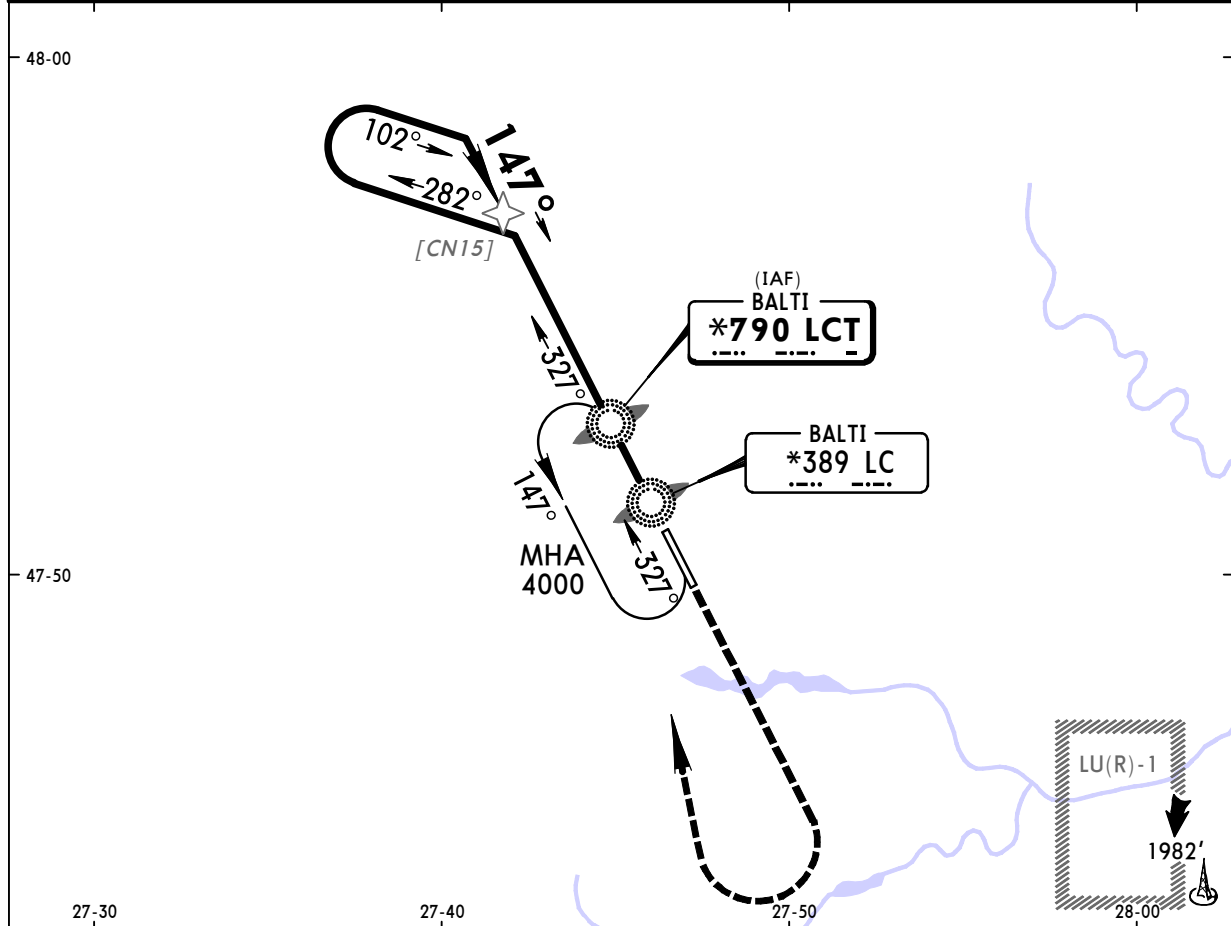 48-00
102°
147°
282°
[CN15]
(IAF)
BALTI
*790 LCT
327°
BALTI
*389 LC
147°
MHA
4000
327°
47-50
LU(R)-1
1982'
27-30
27-40
27-50
28-00